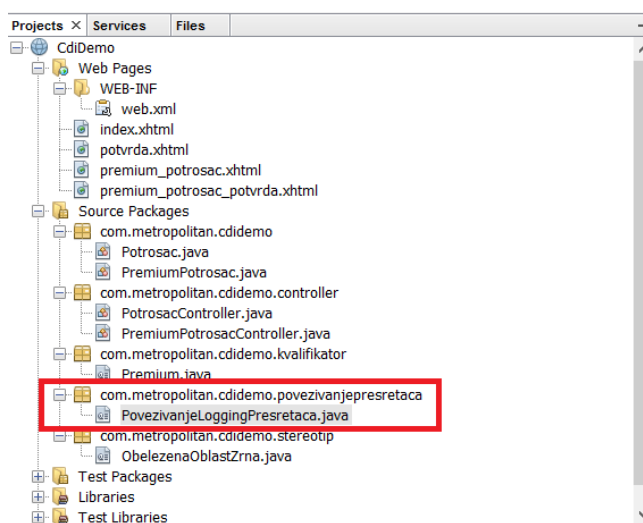 Projects × Services Files
CdiDemo
Web Pages
WEB-INF
web.xml
index.xhtml
potvrda.xhtml
premium_potrosac.xhtml
premium_potrosac_potvrda.xhtml
Source Packages
com.metropolitan.cdidemo
Potrosac.java
PremiumPotrosac.java
com.metropolitan.cdidemo.controller
PotrosacController.java
PremiumPotrosacController.java
com.metropolitan.cdidemo.kvalifikator
Premium.java
com.metropolitan.cdidemo.povezivanjepresretaca
PovezivanjeLoggingPresretaca.java
com.metropolitan.cdidemo.stereotip
ObelezenaOblastZrna.java
Test Packages
Libraries
Test Libraries